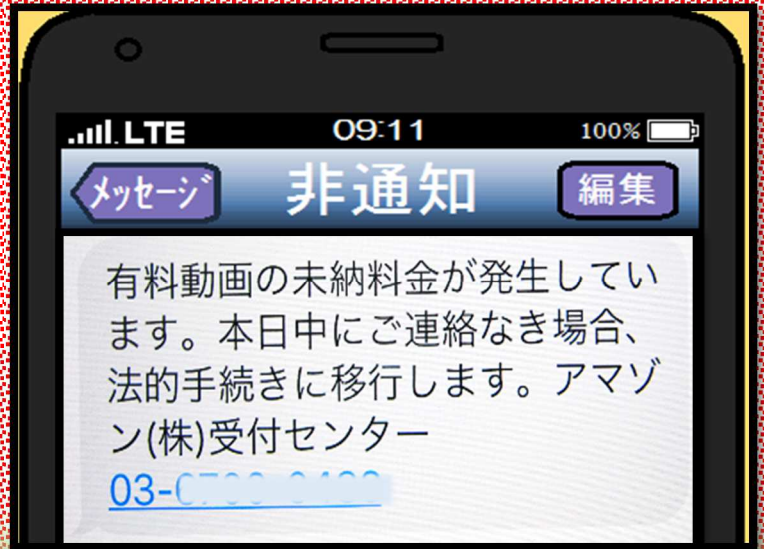 LTE 09:11 100%
メッセージ 非通知 編集
有料動画の未納料金が発生してい
ます。本日中にご連絡なき場合、
法的手続きに移行します。アマゾ
ン(株)受付センター
03-